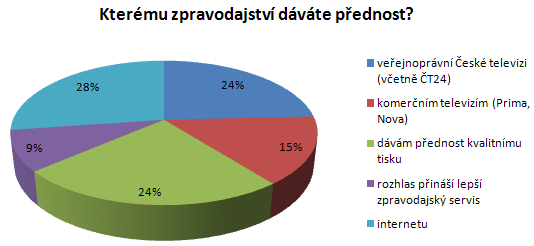 Kterému zpravodajství dáváte přednost?
28%
24%
9%
15%
24%
veřejnoprávní České televizi
(včetně ČT24)
komerčním televizím (Prima,
Nova)
dávám přednost kvalitnímu
tisku
rozhlas přináší lepší
zpravodajský servis
internetu